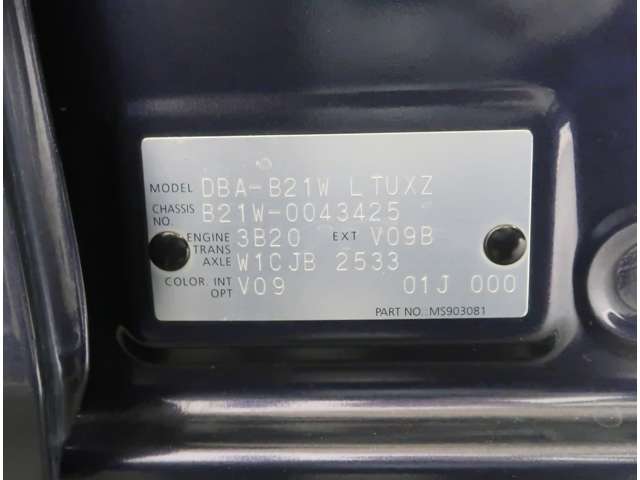 MODEL DBA-B21W LTUXZ
CHASSIS NO. B21W-0043425
ENGINE 3B20 EXT V09B
TRANS AXLE W1CJB 2533
COLOR. INT OPT V09 01J 000
PART NO.:MS903081